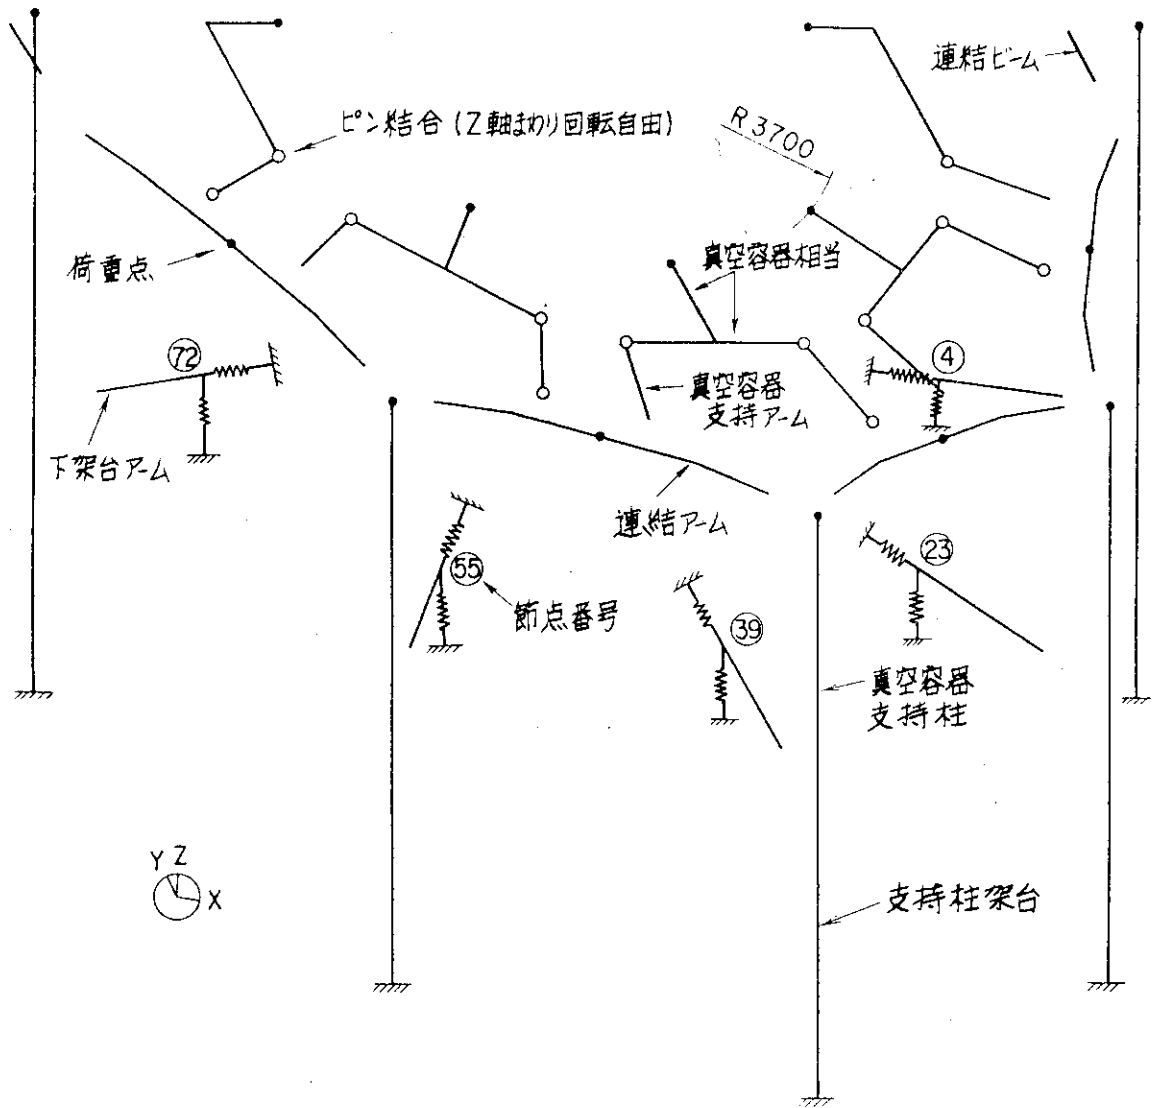 連結ビーム
ピン結合 (Z軸まわり回転自由)
R3700
荷重点
真空容器相当
72
4
真空容器
支持アーム
下架台アーム
連結アーム
55
23
節点番号
39
真空容器
支持柱
Y Z
X
支持柱架台